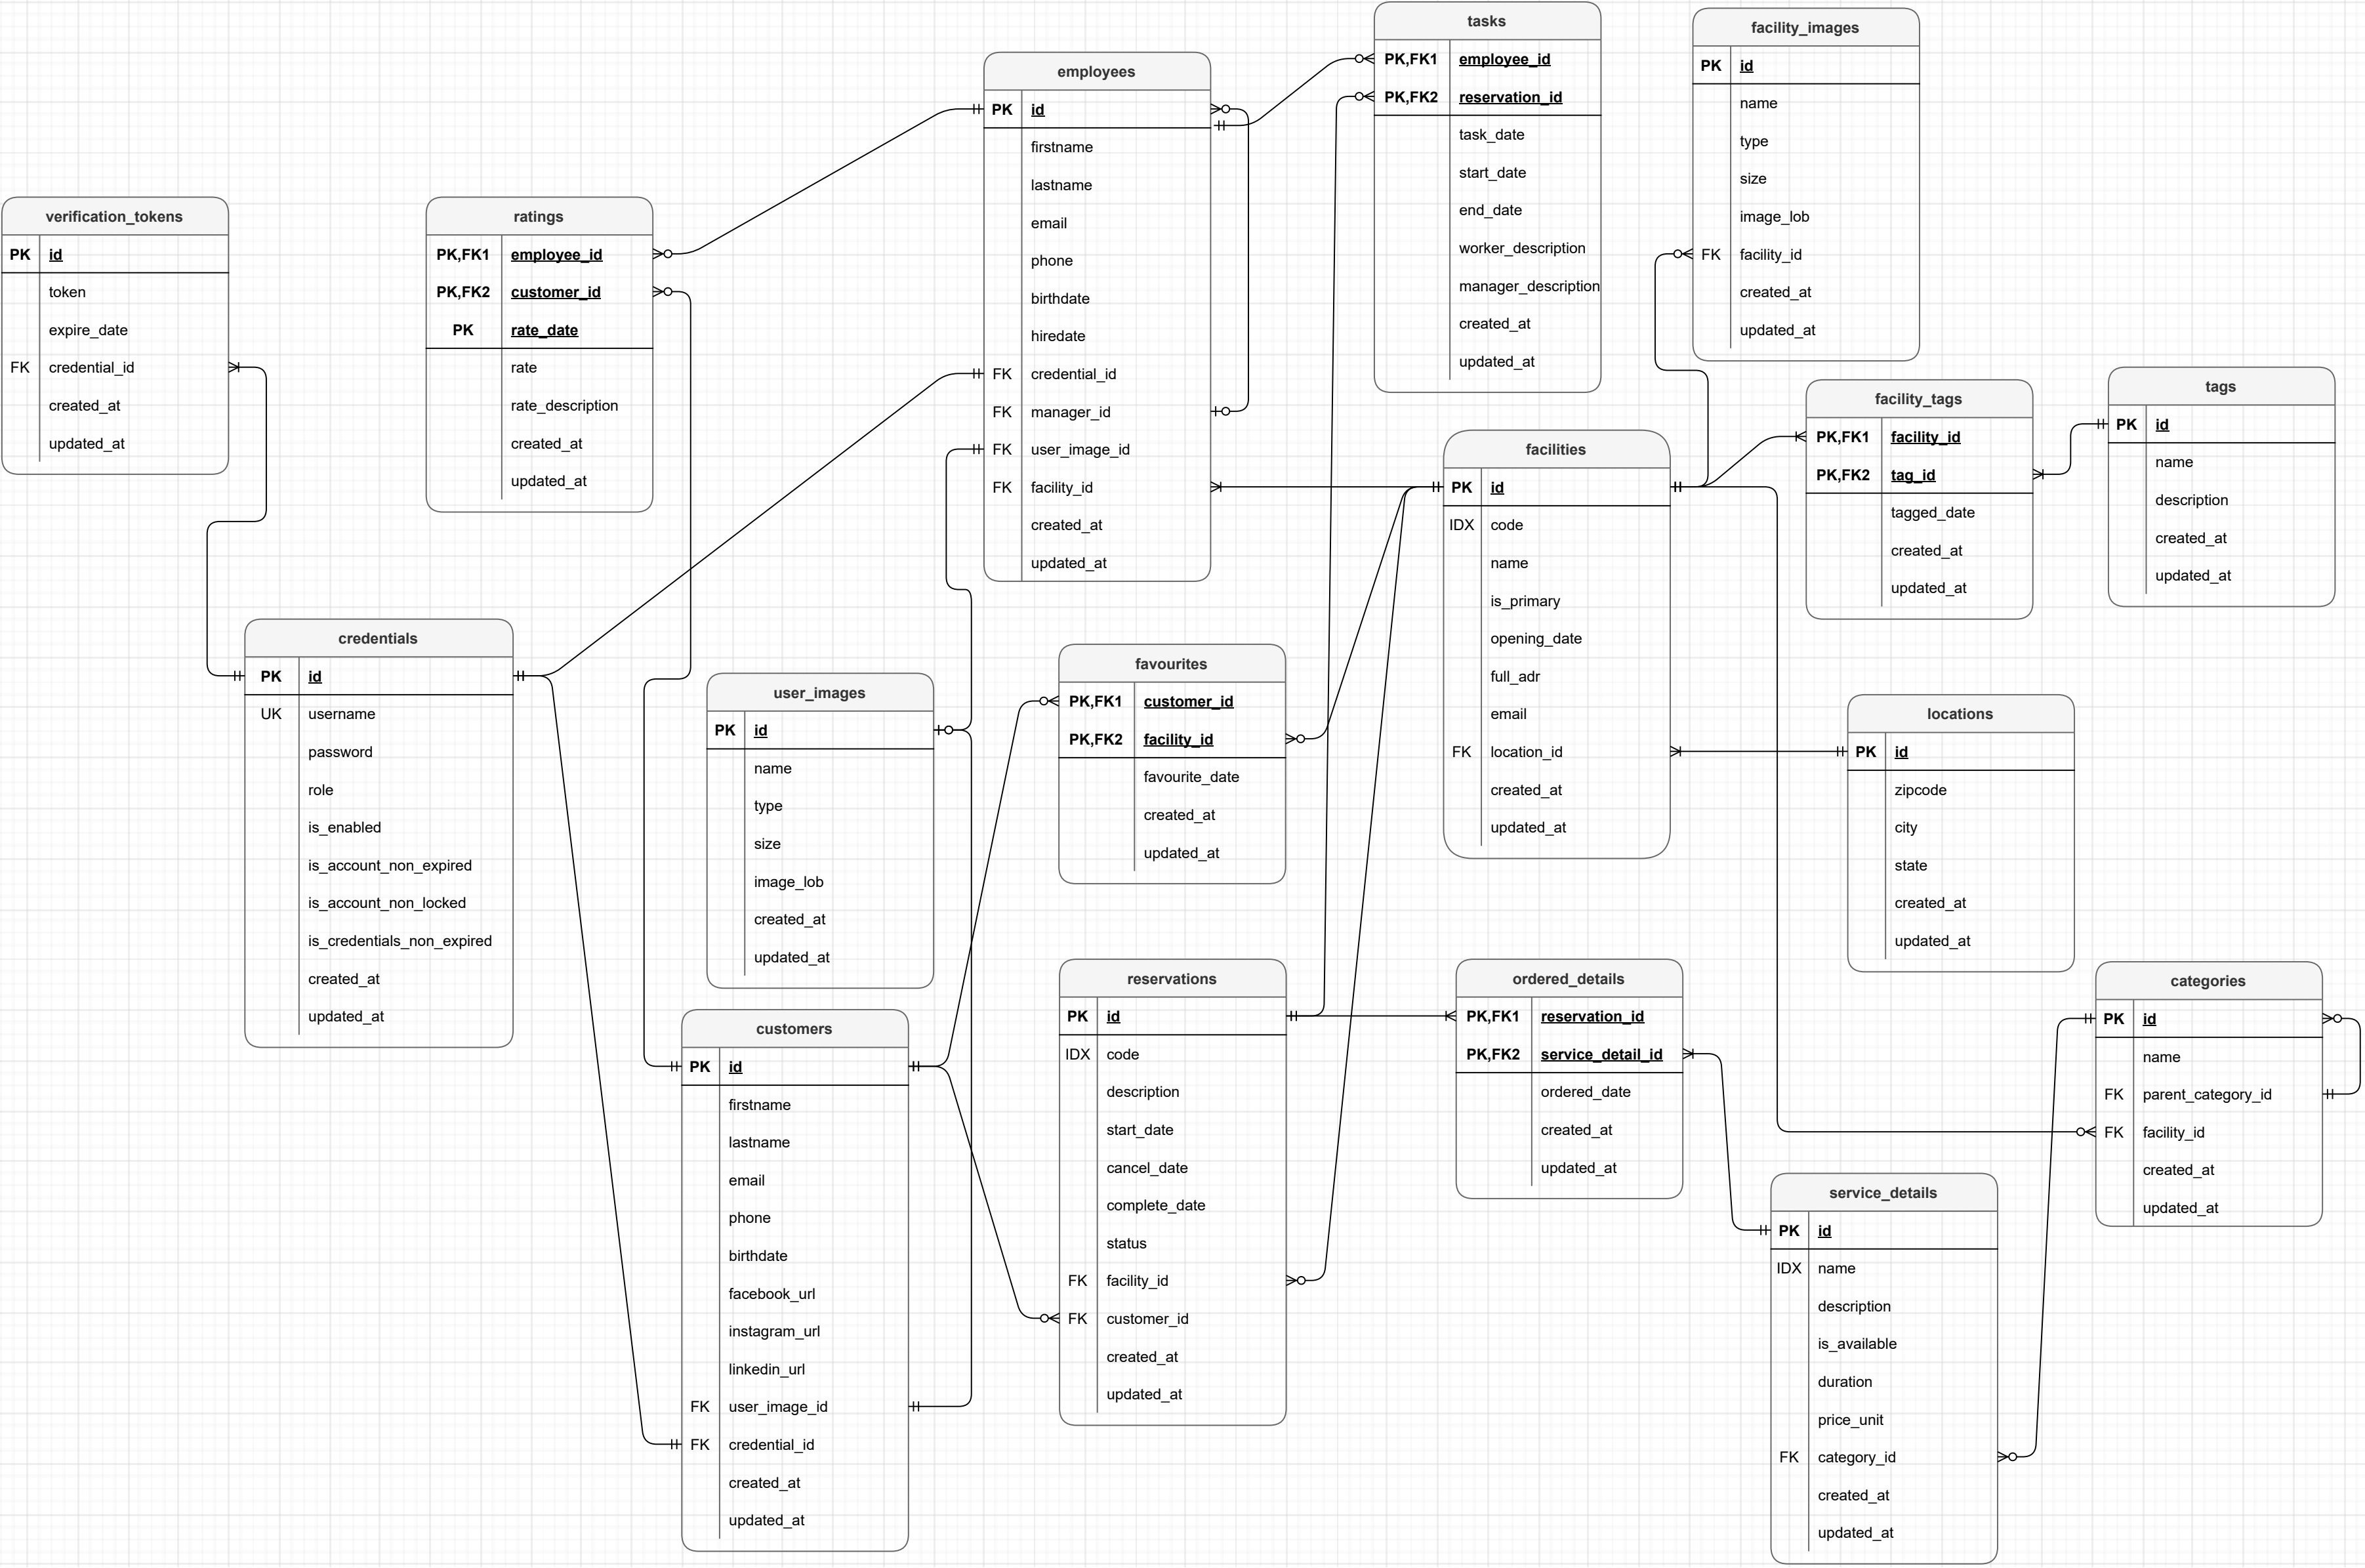 tasks
PK,FK1 employee_id
PK,FK2 reservation_id
task_date
start_date
end_date
worker_description
manager_description
created_at
updated_at
facility_images
PK id
name
type
size
image_lob
FK facility_id
created_at
updated_at
employees
PK id
firstname
lastname
email
phone
birthdate
hiredate
FK credential_id
FK manager_id
FK user_image_id
FK facility_id
created_at
updated_at
verification_tokens
PK id
token
expire_date
FK credential_id
created_at
updated_at
ratings
PK,FK1 employee_id
PK,FK2 customer_id
PK rate_date
rate
rate_description
created_at
updated_at
facility_tags
PK,FK1 facility_id
PK,FK2 tag_id
tagged_date
created_at
updated_at
tags
PK id
name
description
created_at
updated_at
facilities
PK id
IDX code
name
is_primary
opening_date
full_adr
email
FK location_id
created_at
updated_at
credentials
PK id
UK username
password
role
is_enabled
is_account_non_expired
is_account_non_locked
is_credentials_non_expired
created_at
updated_at
user_images
PK id
name
type
size
image_lob
created_at
updated_at
favourites
PK,FK1 customer_id
PK,FK2 facility_id
favourite_date
created_at
updated_at
locations
PK id
zipcode
city
state
created_at
updated_at
customers
PK id
firstname
lastname
email
phone
birthdate
facebook_url
instagram_url
linkedin_url
FK user_image_id
FK credential_id
created_at
updated_at
reservations
PK id
IDX code
description
start_date
cancel_date
complete_date
status
FK facility_id
FK customer_id
created_at
updated_at
ordered_details
PK,FK1 reservation_id
PK,FK2 service_detail_id
ordered_date
created_at
updated_at
categories
PK id
name
FK parent_category_id
FK facility_id
created_at
updated_at
service_details
PK id
IDX name
description
is_available
duration
price_unit
FK category_id
created_at
updated_at